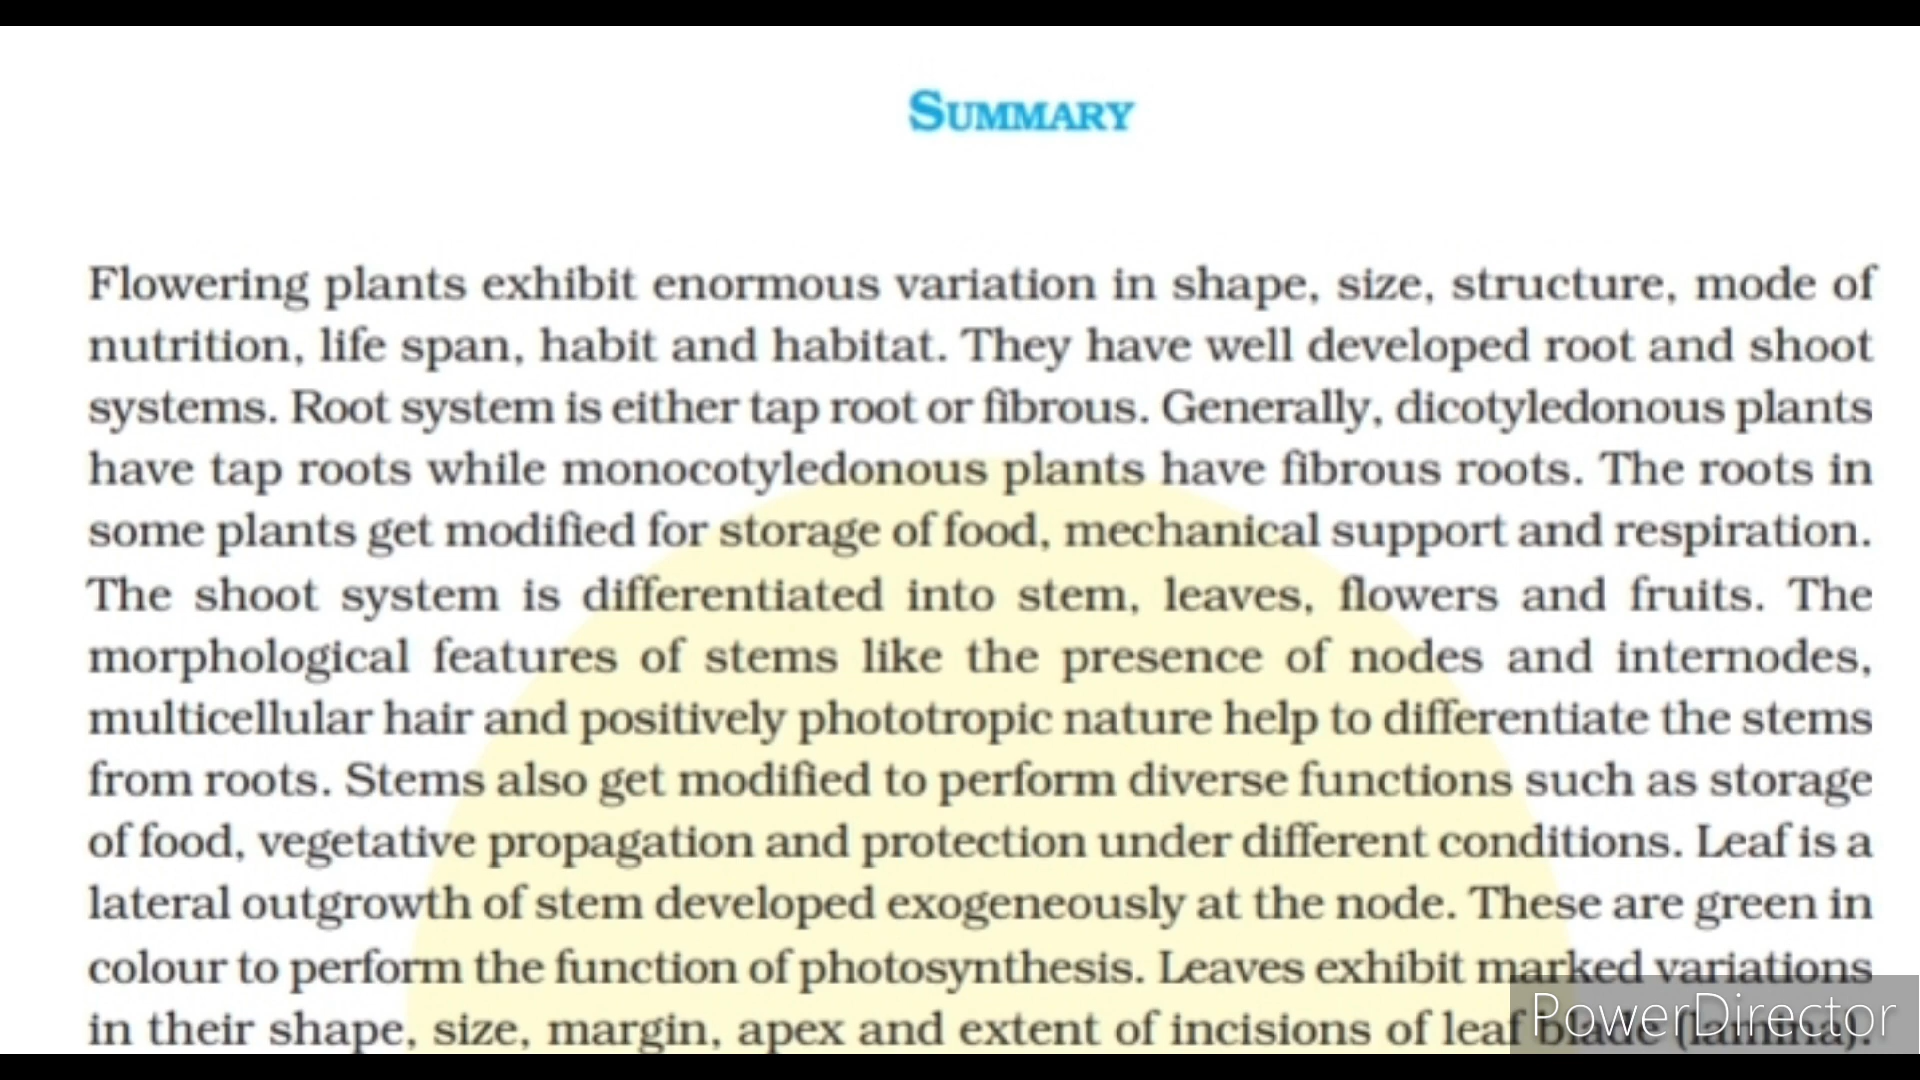 SUMMARY
Flowering plants exhibit enormous variation in shape, size, structure, mode of
nutrition, life span, habit and habitat. They have well developed root and shoot
systems. Root system is either tap root or fibrous. Generally, dicotyledonous plants
have tap roots while monocotyledonous plants have fibrous roots. The roots in
some plants get modified for storage of food, mechanical support and respiration.
The shoot system is differentiated into stem, leaves, flowers and fruits. The
morphological features of stems like the presence of nodes and internodes,
multicellular hair and positively phototropic nature help to differentiate the stems
from roots. Stems also get modified to perform diverse functions such as storage
of food, vegetative propagation and protection under different conditions. Leaf is a
lateral outgrowth of stem developed exogeneously at the node. These are green in
colour to perform the function of photosynthesis. Leaves exhibit marked variations
in their shape, size, margin, apex and extent of incisions of leaf blade (lamina).
PowerDirector